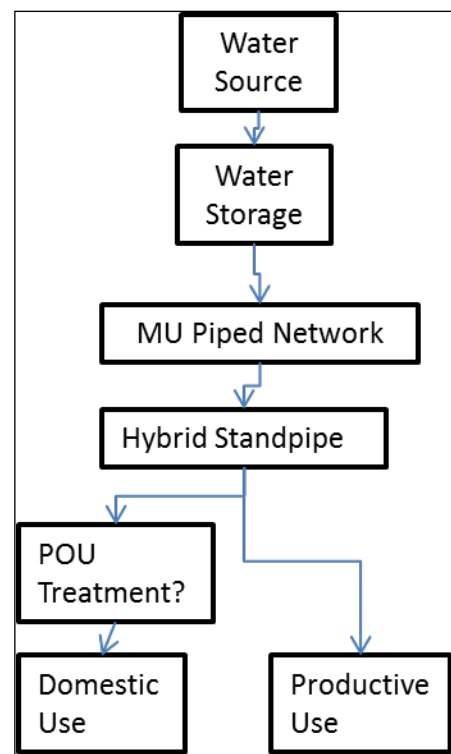 Water
Source
Water
Storage
MU Piped Network
Hybrid Standpipe
POU
Treatment?
Domestic
Use
Productive
Use